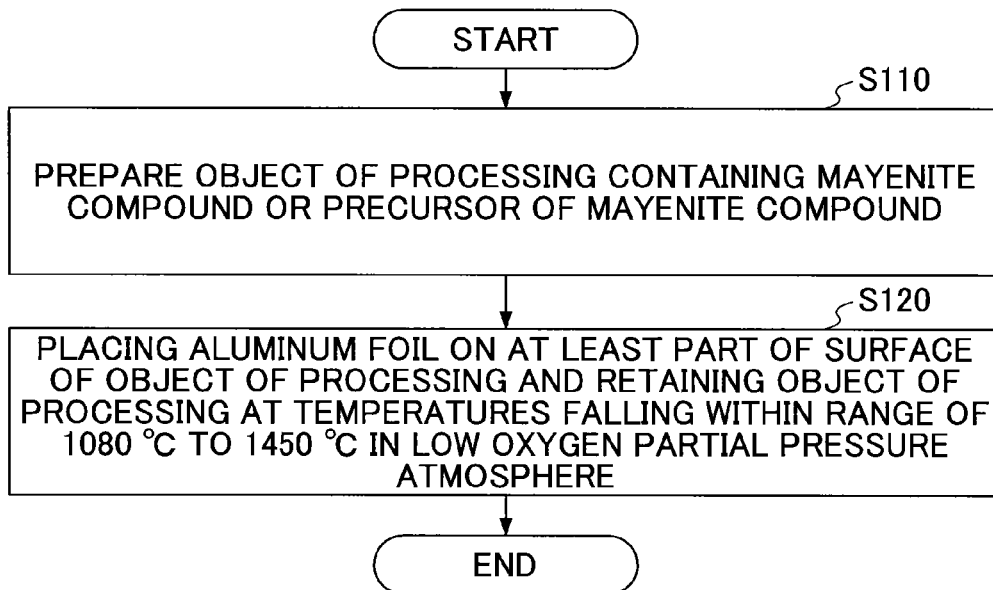 START
S110
PREPARE OBJECT OF PROCESSING CONTAINING MAYENITE
COMPOUND OR PRECURSOR OF MAYENITE COMPOUND
S120
PLACING ALUMINUM FOIL ON AT LEAST PART OF SURFACE
OF OBJECT OF PROCESSING AND RETAINING OBJECT OF
PROCESSING AT TEMPERATURES FALLING WITHIN RANGE OF
1080 °C TO 1450 °C IN LOW OXYGEN PARTIAL PRESSURE
ATMOSPHERE
END